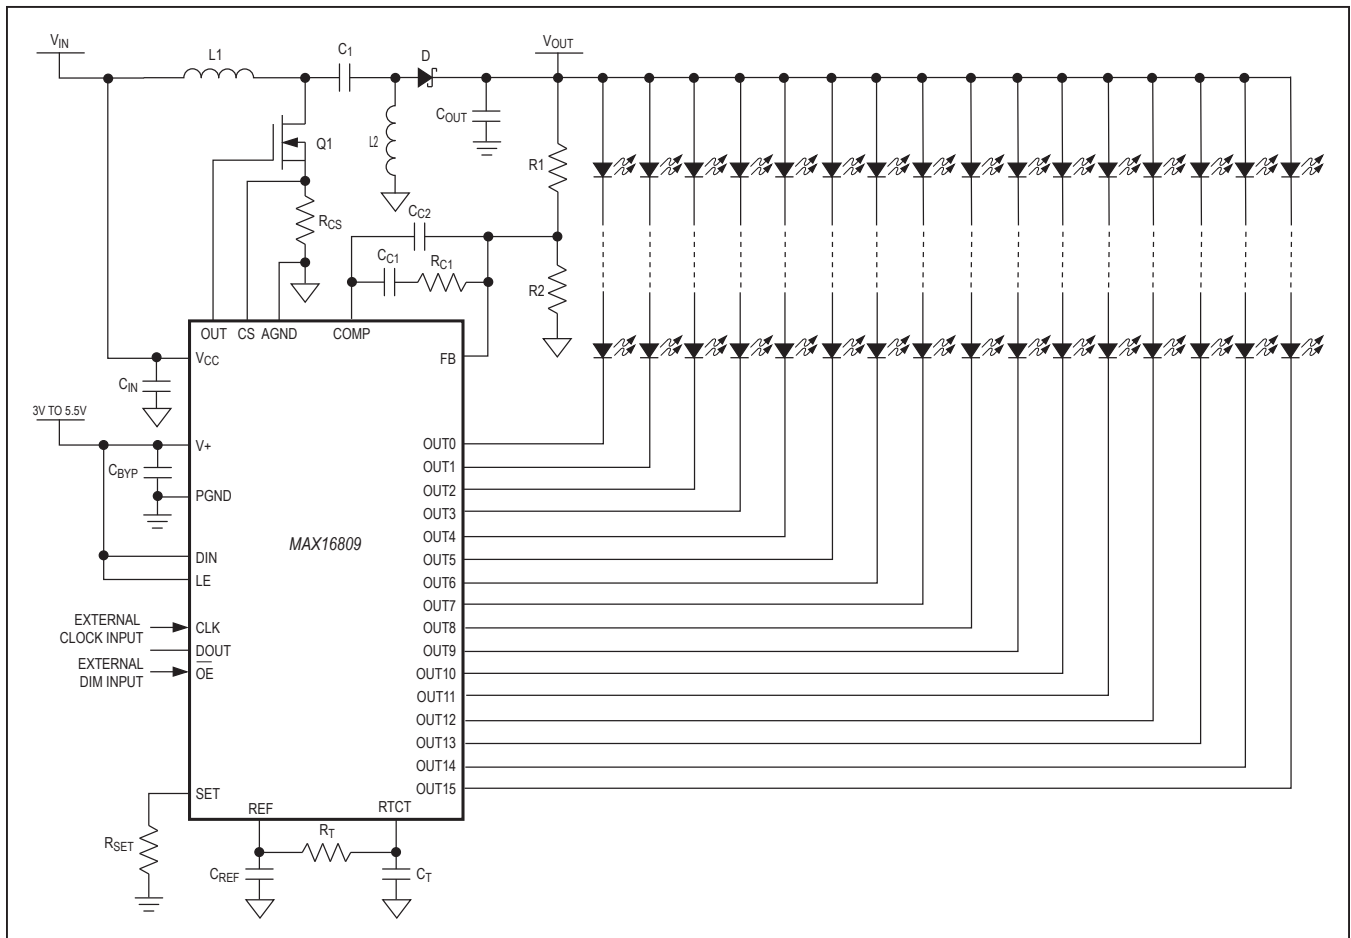 VIN
L1
C1
D
VOUT
COUT
Q1
L2
R1
RCS
CC2
CC1
RC1
R2
OUT
CS
AGND
COMP
FB
VCC
CIN
3V TO 5.5V
V+
CBYP
PGND
MAX16809
DIN
LE
EXTERNAL
CLOCK INPUT
CLK
DOUT
EXTERNAL
DIM INPUT
OE
OUT0
OUT1
OUT2
OUT3
OUT4
OUT5
OUT6
OUT7
OUT8
OUT9
OUT10
OUT11
OUT12
OUT13
OUT14
OUT15
SET
REF
RTCT
RSET
RT
CREF
CT